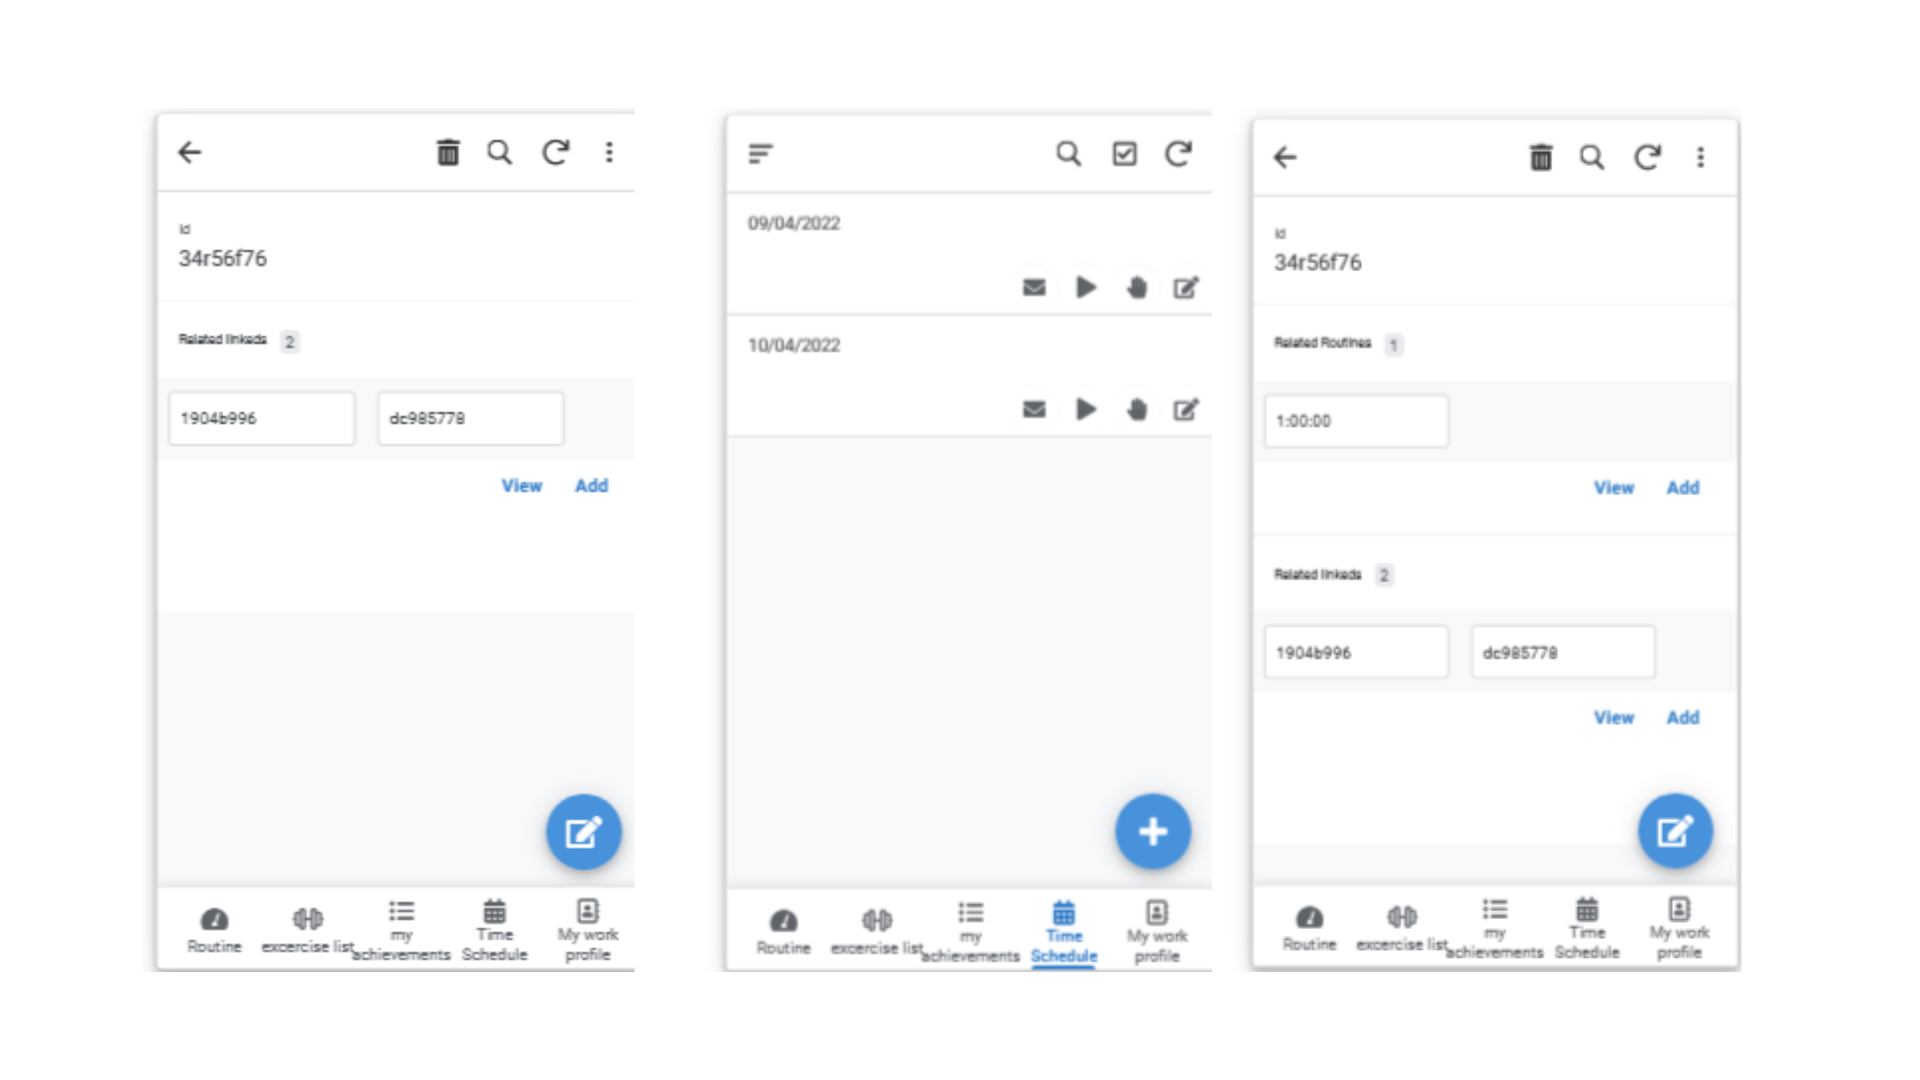 Id
34r56f76
Related linkeds 2
1904b996 dc985778
View Add
Routine
excercise list
my
achievements
Time
Schedule
My work
profile
09/04/2022
10/04/2022
Routine
excercise list
my
achievements
Time
Schedule
My work
profile
Id
34r56f76
Related Routines 1
1:00:00
View Add
Related linkeds 2
1904b996 dc985778
View Add
Routine
excercise list
my
achievements
Time
Schedule
My work
profile